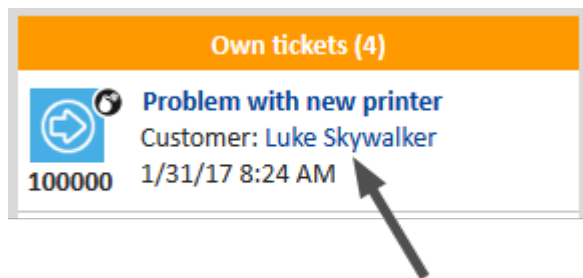 Own tickets (4)
Problem with new printer
Customer: Luke Skywalker
100000 1/31/17 8:24 AM